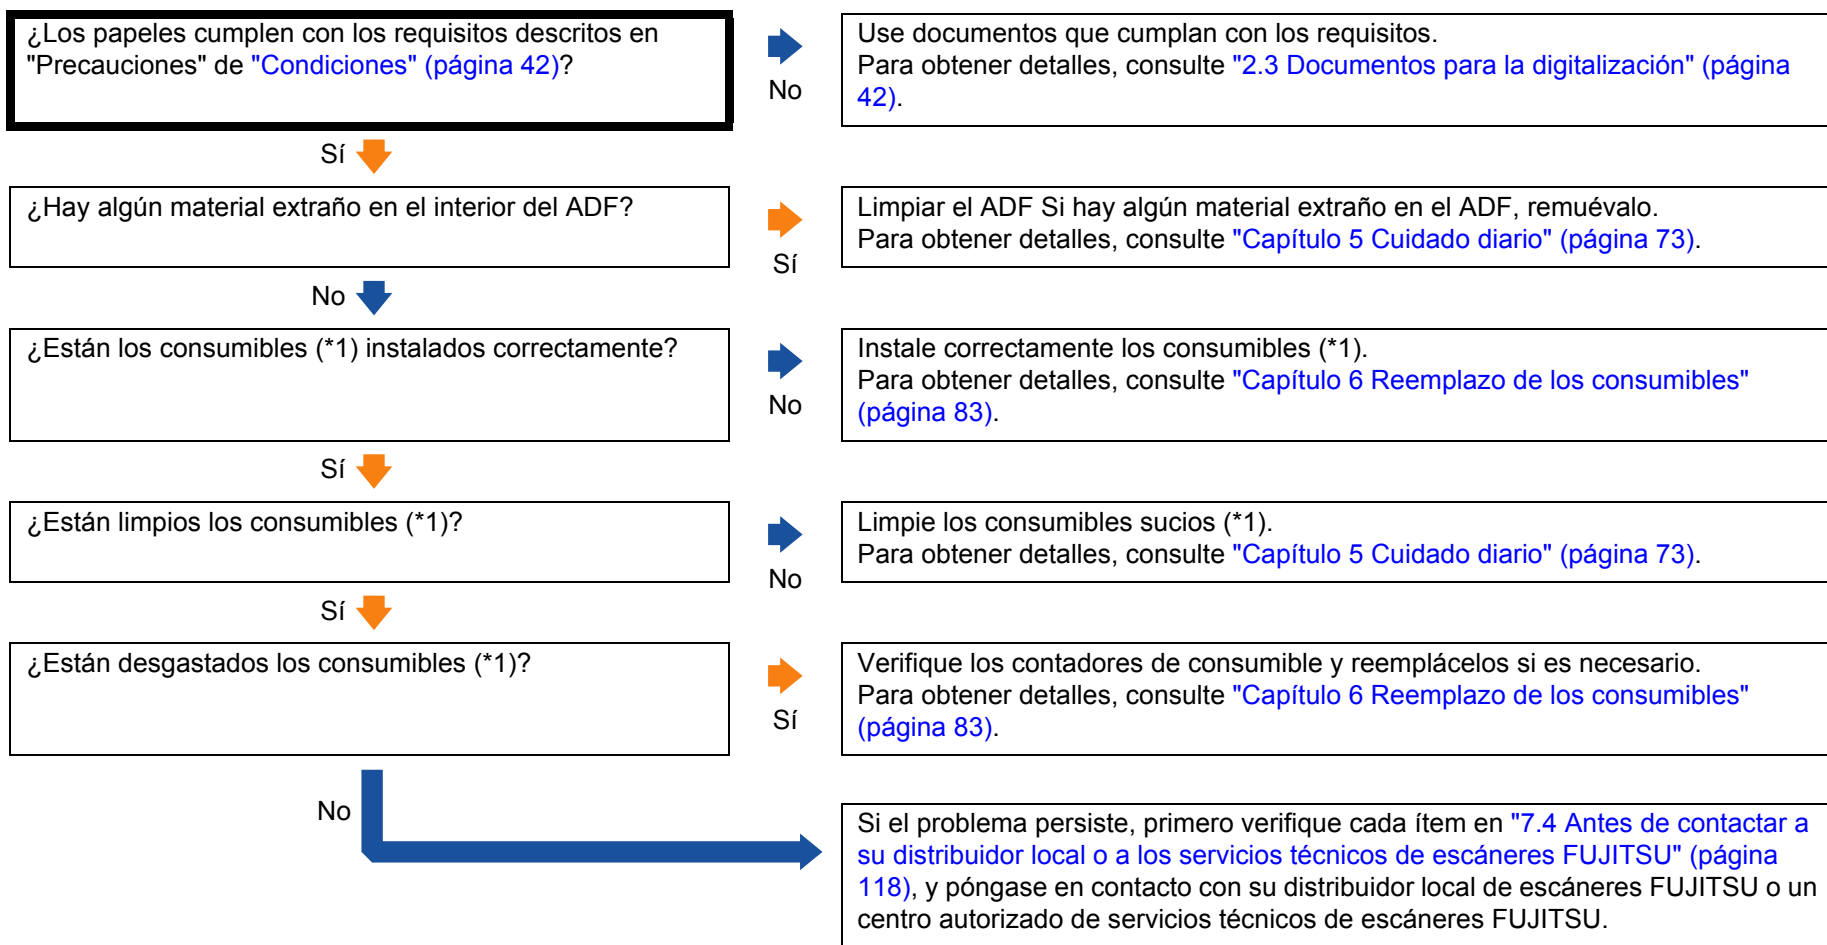 ¿Los papeles cumplen con los requisitos descritos en
"Precauciones" de "Condiciones" (página 42)?
No
Use documentos que cumplan con los requisitos.
Para obtener detalles, consulte "2.3 Documentos para la digitalización" (página
42).
Sí
¿Hay algún material extraño en el interior del ADF?
Sí
Limpiar el ADF Si hay algún material extraño en el ADF, remuévalo.
Para obtener detalles, consulte "Capítulo 5 Cuidado diario" (página 73).
No
¿Están los consumibles (*1) instalados correctamente?
No
Instale correctamente los consumibles (*1).
Para obtener detalles, consulte "Capítulo 6 Reemplazo de los consumibles"
(página 83).
Sí
¿Están limpios los consumibles (*1)?
No
Limpie los consumibles sucios (*1).
Para obtener detalles, consulte "Capítulo 5 Cuidado diario" (página 73).
Sí
¿Están desgastados los consumibles (*1)?
Sí
Verifique los contadores de consumible y reemplácelos si es necesario.
Para obtener detalles, consulte "Capítulo 6 Reemplazo de los consumibles"
(página 83).
No
Si el problema persiste, primero verifique cada ítem en "7.4 Antes de contactar a
su distribuidor local o a los servicios técnicos de escáneres FUJITSU" (página
118), y póngase en contacto con su distribuidor local de escáneres FUJITSU o un
centro autorizado de servicios técnicos de escáneres FUJITSU.